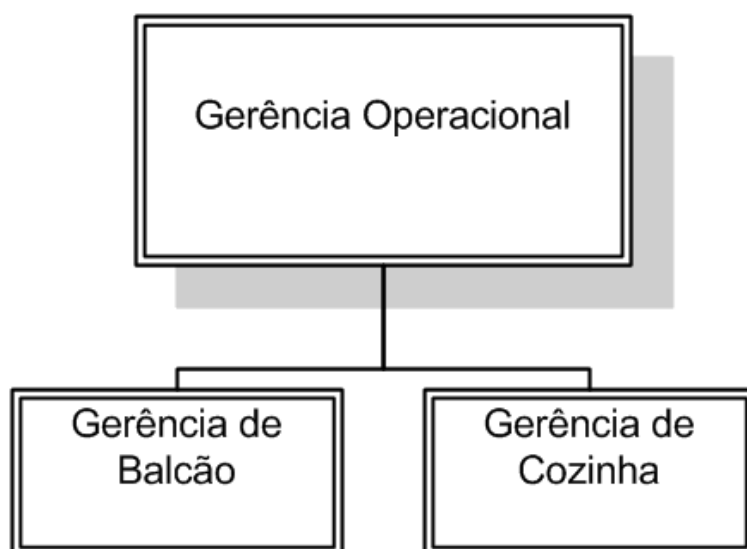 Gerência Operacional
Gerência de
Balcão
Gerência de
Cozinha